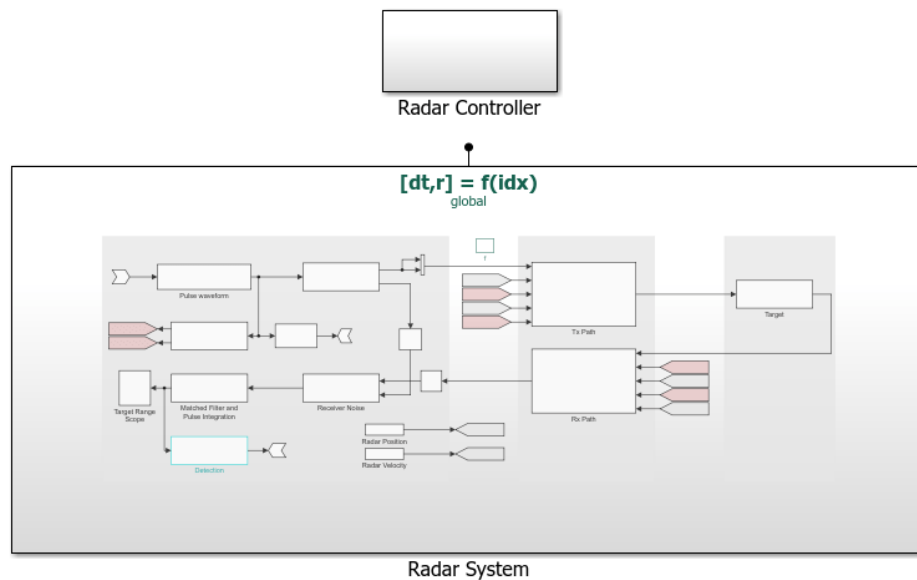 Radar Controller
[dt,r] = f(idx)
global
f
Pulse waveform
Tx Path
Target
Target Range
Scope
Matched Filter and
Pulse Integration
Receiver Noise
Rx Path
Radar Position
Radar Velocity
Detection
Radar System